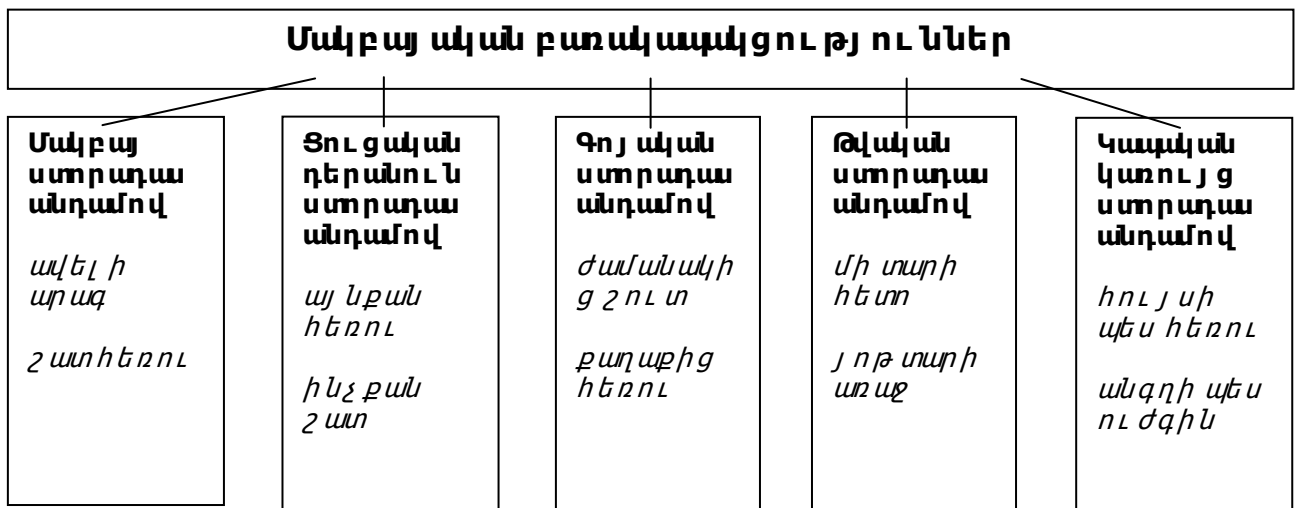 Մակբայական բառակապակցություններ
Մակբայ
ստորադաս
անդամով
ավելի
արագ
շատ հեռու
Ցուցական
դերանուն
ստորադաս
անդամով
այնքան
հեռու
ինչքան
շատ
Գոյական
ստորադաս
անդամով
ժամանակի
ց շուտ
քաղաքից
հեռու
Թվական
ստորադաս
անդամով
մի տարի
հետո
յոթ տարի
առաջ
Կապական
կառույց
ստորադաս
անդամով
հույսի
պես հեռու
անգղի պես
ուժգին